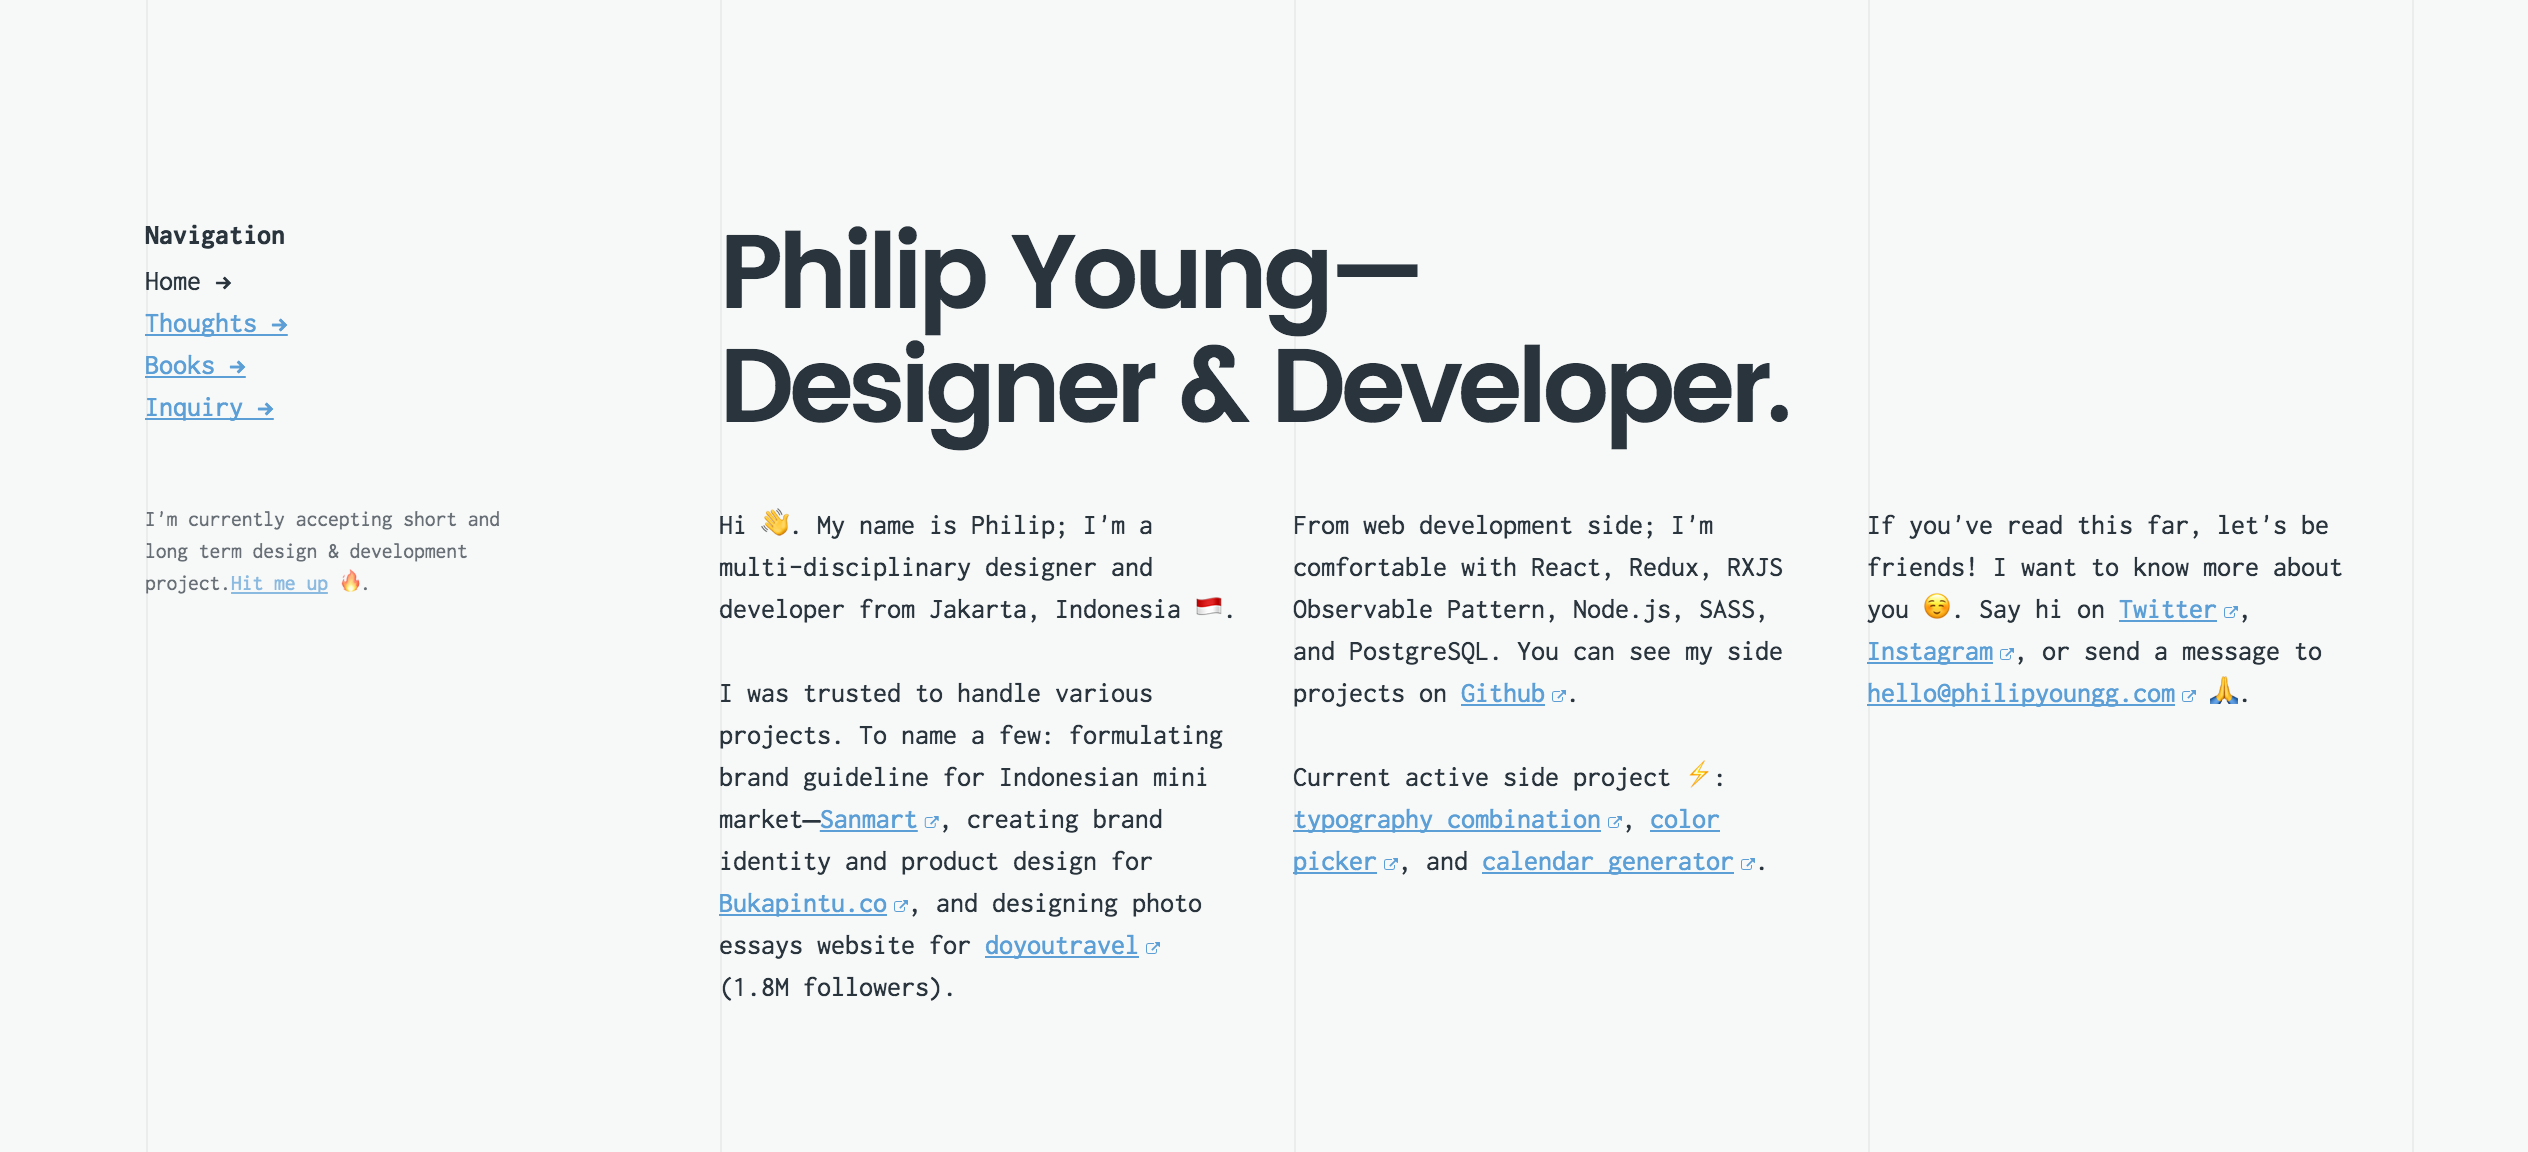 Navigation
Home →
Thoughts →
Books →
Inquiry →
I'm currently accepting short and
long term design & development
project.Hit me up 🔥.
Philip Young—
Designer & Developer.
Hi 👋. My name is Philip; I'm a
multi-disciplinary designer and
developer from Jakarta, Indonesia 🇮🇩.
I was trusted to handle various
projects. To name a few: formulating
brand guideline for Indonesian mini
market—Sanmart, creating brand
identity and product design for
Bukapintu.co, and designing photo
essays website for doyoutravel
(1.8M followers).
From web development side; I'm
comfortable with React, Redux, RXJS
Observable Pattern, Node.js, SASS,
and PostgreSQL. You can see my side
projects on Github.
Current active side project ⚡:
typography combination, color
picker, and calendar generator.
If you've read this far, let's be
friends! I want to know more about
you ☺️. Say hi on Twitter,
Instagram, or send a message to
hello@philipyoungg.com 🙏.